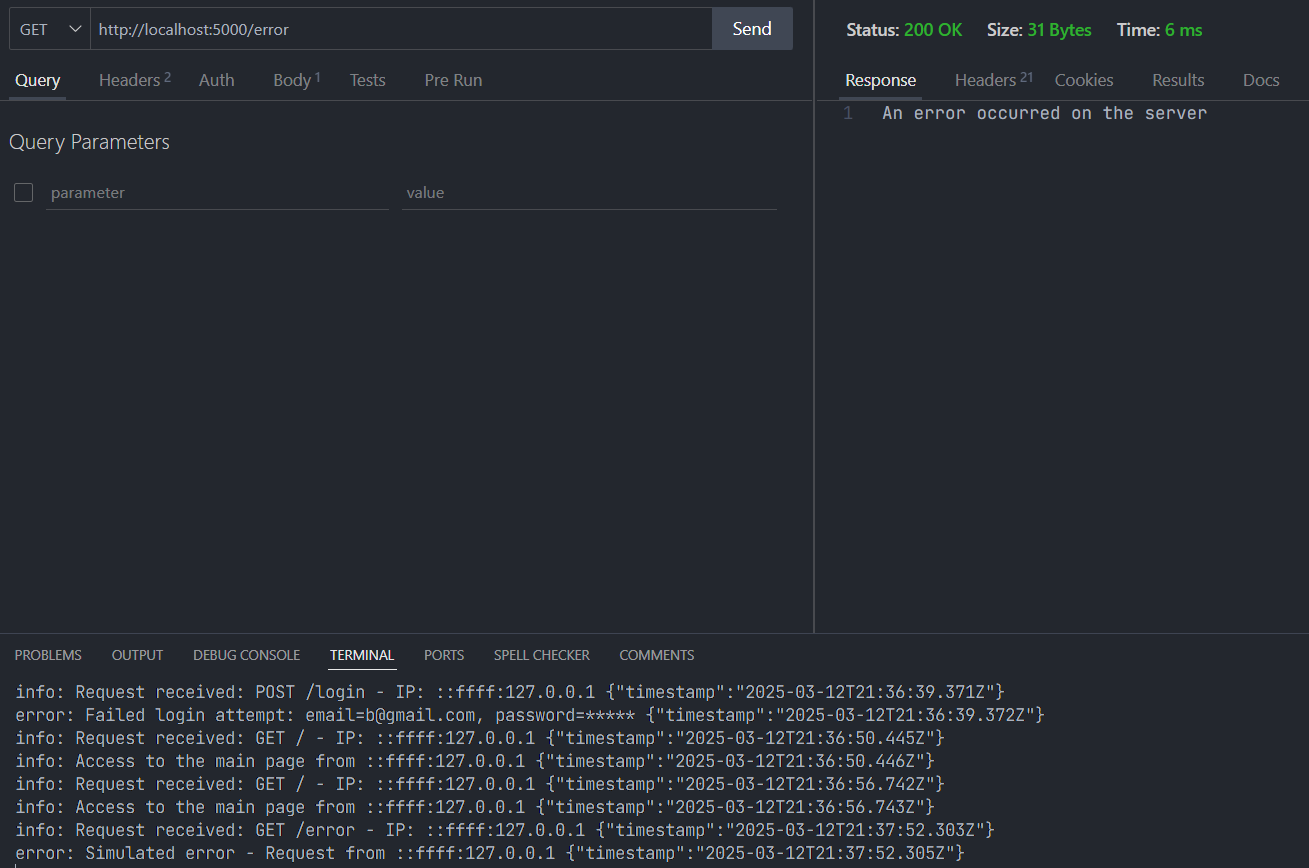 GET http://localhost:5000/error Send
Query Headers 2 Auth Body 1 Tests Pre Run
Query Parameters
parameter value
Status: 200 OK Size: 31 Bytes Time: 6 ms
Response Headers 21 Cookies Results Docs
1 An error occurred on the server
PROBLEMS OUTPUT DEBUG CONSOLE TERMINAL PORTS SPELL CHECKER COMMENTS
info: Request received: POST /login - IP: ::ffff:127.0.0.1 {"timestamp":"2025-03-12T21:36:39.371Z"}
error: Failed login attempt: email=b@gmail.com, password=***** {"timestamp":"2025-03-12T21:36:39.372Z"}
info: Request received: GET / - IP: ::ffff:127.0.0.1 {"timestamp":"2025-03-12T21:36:50.445Z"}
info: Access to the main page from ::ffff:127.0.0.1 {"timestamp":"2025-03-12T21:36:50.446Z"}
info: Request received: GET / - IP: ::ffff:127.0.0.1 {"timestamp":"2025-03-12T21:36:56.742Z"}
info: Access to the main page from ::ffff:127.0.0.1 {"timestamp":"2025-03-12T21:36:56.743Z"}
info: Request received: GET /error - IP: ::ffff:127.0.0.1 {"timestamp":"2025-03-12T21:37:52.303Z"}
error: Simulated error - Request from ::ffff:127.0.0.1 {"timestamp":"2025-03-12T21:37:52.305Z"}